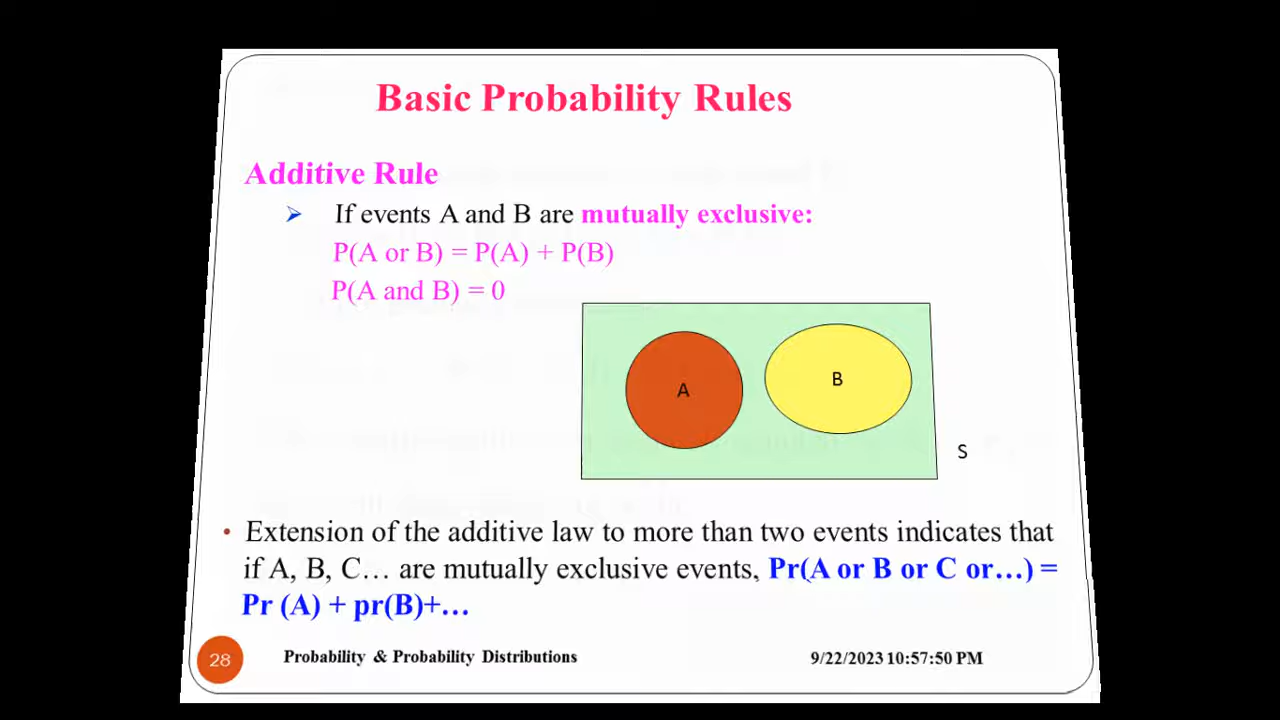 Basic Probability Rules
Additive Rule
If events A and B are mutually exclusive:
P(A or B) = P(A) + P(B)
P(A and B) = 0
A
B
S
• Extension of the additive law to more than two events indicates that
if A, B, C… are mutually exclusive events, Pr(A or B or C or…) =
Pr (A) + pr(B)+…
28
Probability & Probability Distributions
9/22/2023 10:57:50 PM